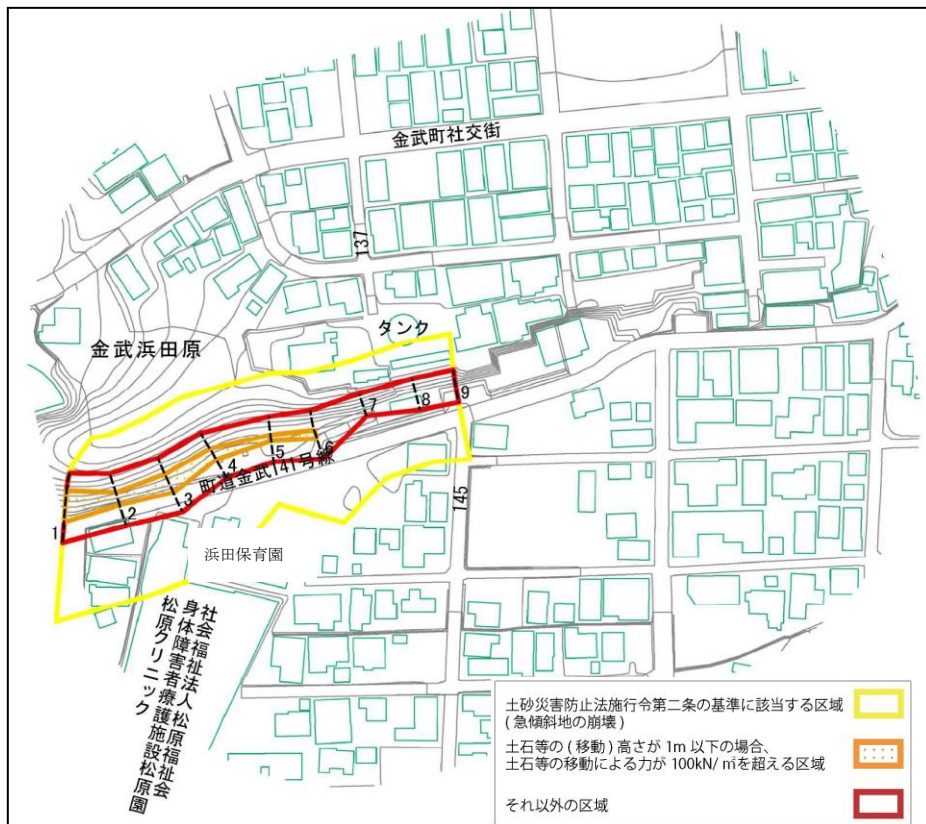 金武町社交街
137
タンク
金武浜田原
1
2
3
4
5
6
7
8
9
町道金武141号線
145
浜田保育園
社会福祉法人松原福祉会
身体障害者療護施設松原園
松原クリニック
土砂災害防止法施行令第二条の基準に該当する区域
( 急傾斜地の崩壊 )
土石等の ( 移動 ) 高さが 1m 以下の場合、
土石等の移動による力が 100kN/ ㎡を超える区域
それ以外の区域